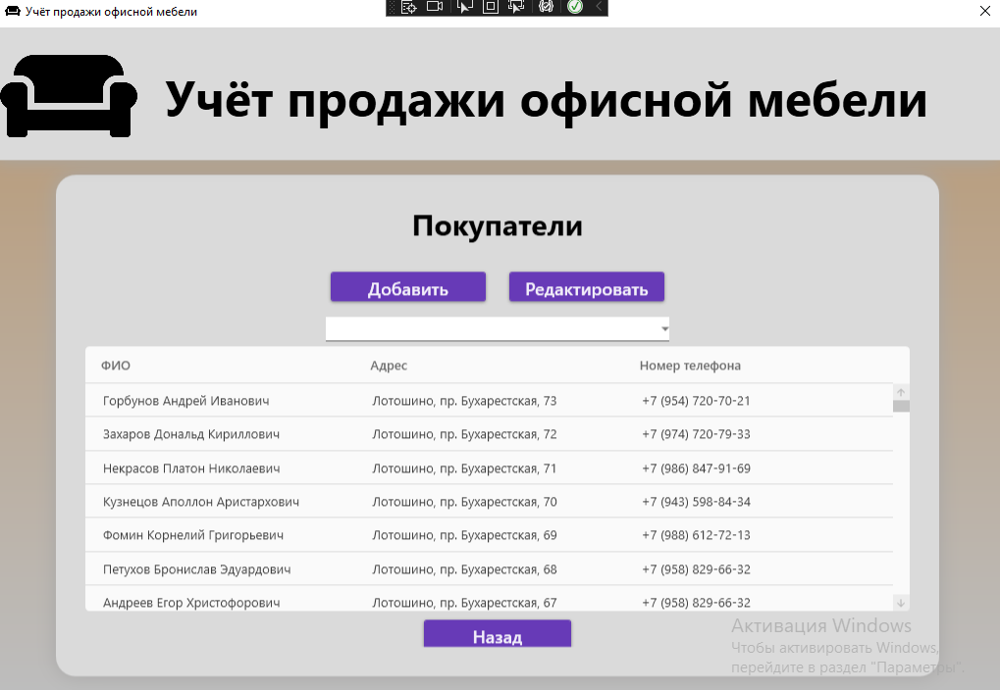 Учёт продажи офисной мебели
Учёт продажи офисной мебели
Покупатели
Добавить Редактировать
ФИО Адрес Номер телефона
Горбунов Андрей Иванович Лотошино, пр. Бухарестская, 73 +7 (954) 720-70-21
Захаров Дональд Кириллович Лотошино, пр. Бухарестская, 72 +7 (974) 720-79-33
Некрасов Платон Николаевич Лотошино, пр. Бухарестская, 71 +7 (986) 847-91-69
Кузнецов Аполлон Аристархович Лотошино, пр. Бухарестская, 70 +7 (943) 598-84-34
Фомин Корнелий Григорьевич Лотошино, пр. Бухарестская, 69 +7 (988) 612-72-13
Петухов Бронислав Эдуардович Лотошино, пр. Бухарестская, 68 +7 (958) 829-66-32
Андреев Егор Христофорович Лотошино, пр. Бухарестская, 67 +7 (958) 829-66-32
Назад
Активация Windows
Чтобы активировать Windows,
перейдите в раздел "Параметры".